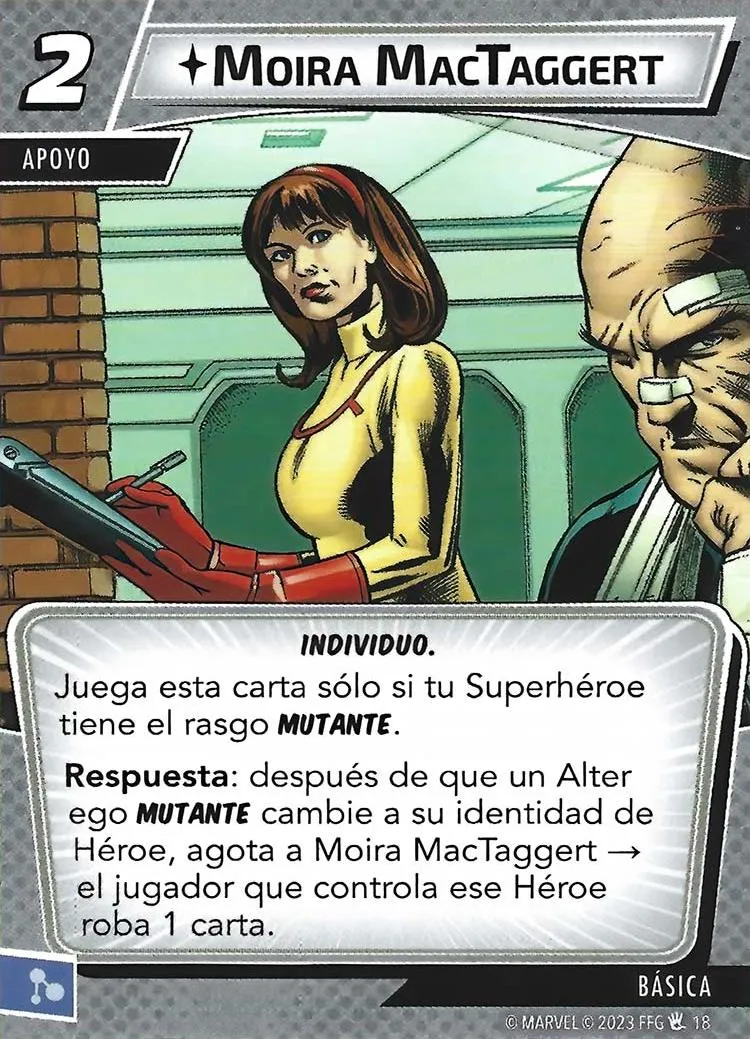 2
MOIRA MACTAGGERT
APOYO
INDIVIDUO.
Juega esta carta sólo si tu Superhéroe
tiene el rasgo MUTANTE.
Respuesta: después de que un Alter
ego MUTANTE cambie a su identidad de
Héroe, agota a Moira MacTaggert →
el jugador que controla ese Héroe
roba 1 carta.
BÁSICA
© MARVEL © 2023 FFG 18